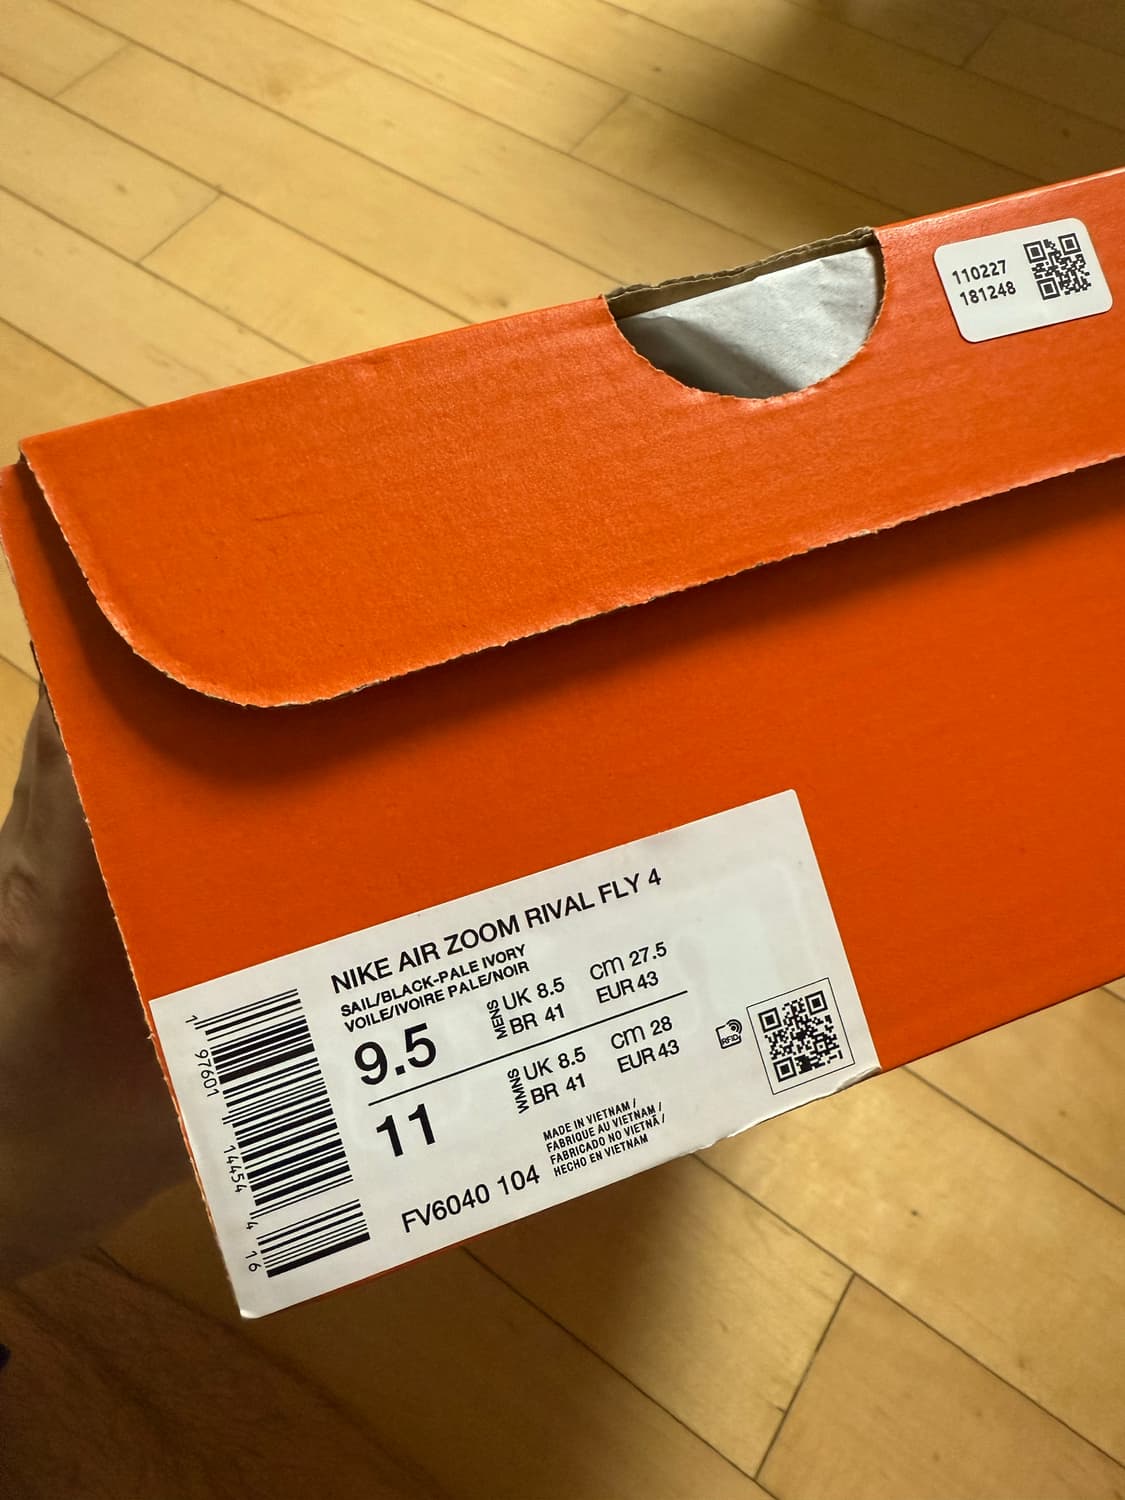 110227
181248
NIKE AIR ZOOM RIVAL FLY 4
SAIL/BLACK-PALE IVORY
VOILE/IVOIRE PALE/NOIR
9.5
MENS
UK 8.5
cm 27.5
BR 41
EUR 43
11
WMNS
UK 8.5
cm 28
BR 41
EUR 43
RFID
MADE IN VIETNAM /
FABRIQUE AU VIETNAM /
FABRICADO NO VIETNÃ /
HECHO EN VIETNAM
FV6040 104
1 97601 14454 4 16